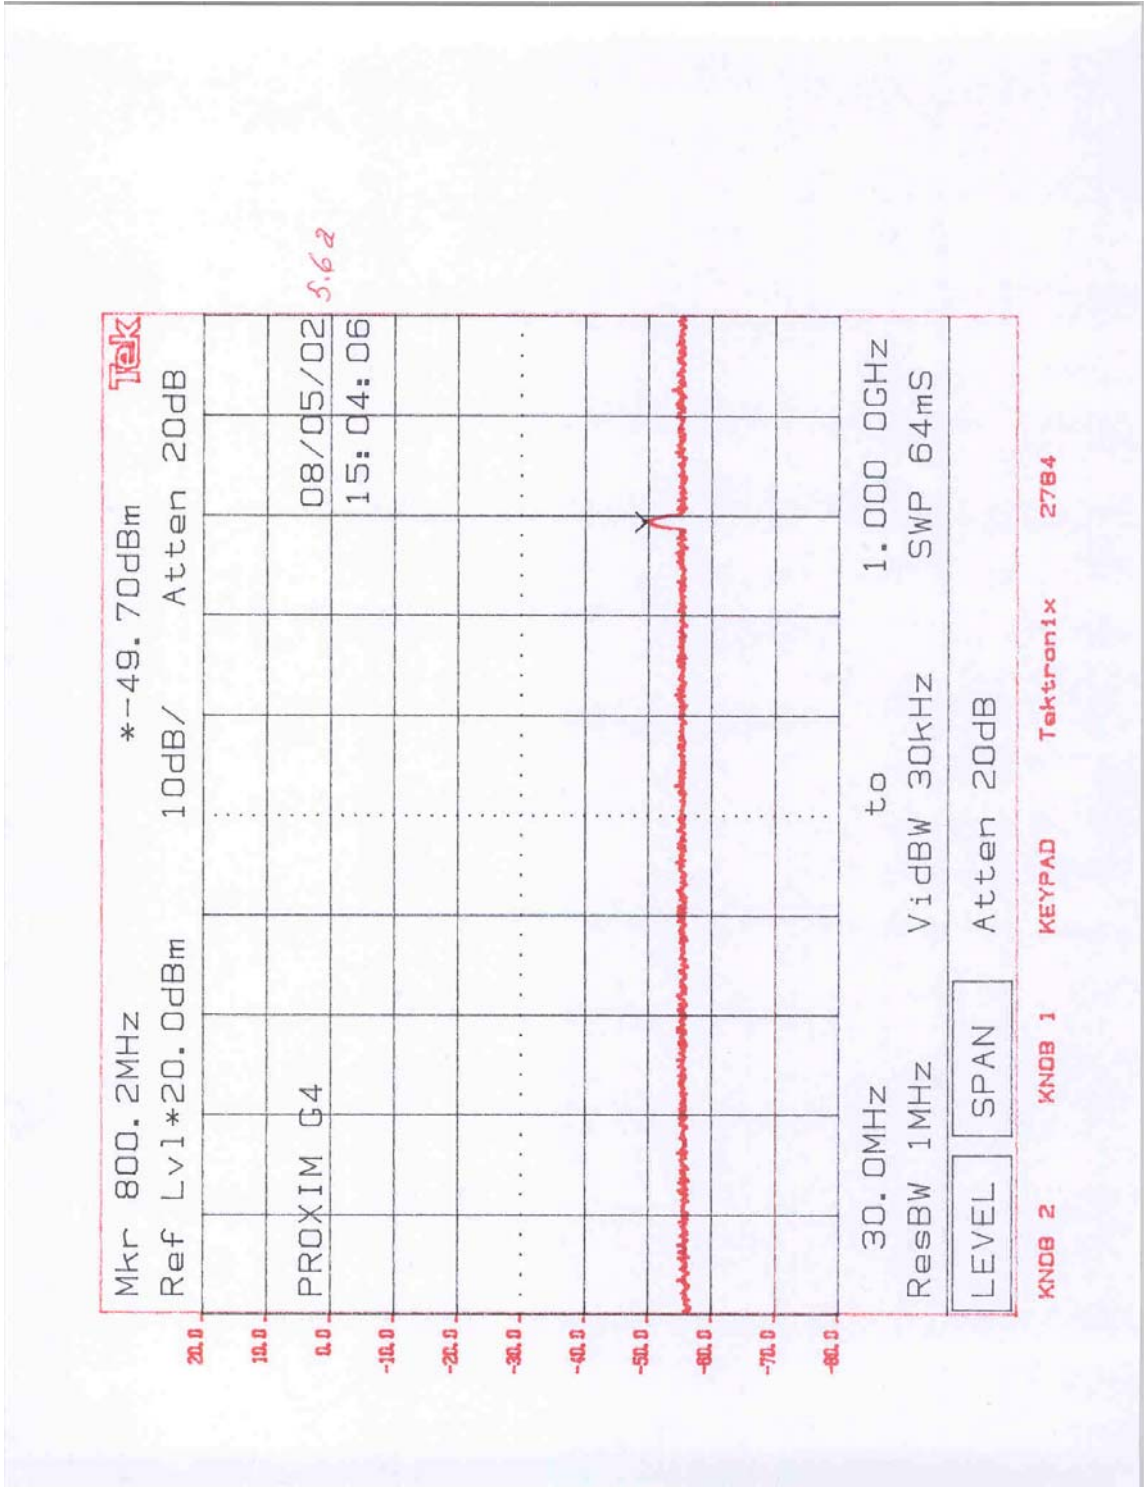 Mkr 800.2MHz *-49.70dBm Tek
Ref Lvl*20.0dBm 10dB/ Atten 20dB
20.0
10.0
PROXIM G4 08/05/02 5.6 a
0.0
15:04:06
-10.0
-20.0
-30.0
-40.0
-50.0
-60.0
-70.0
-80.0
30.0MHz to 1.000 0GHz
ResBW 1MHz VidBW 30kHz SWP 64mS
LEVEL SPAN Atten 20dB
KNOB 2 KNOB 1 KEYPAD Tektronix 2784